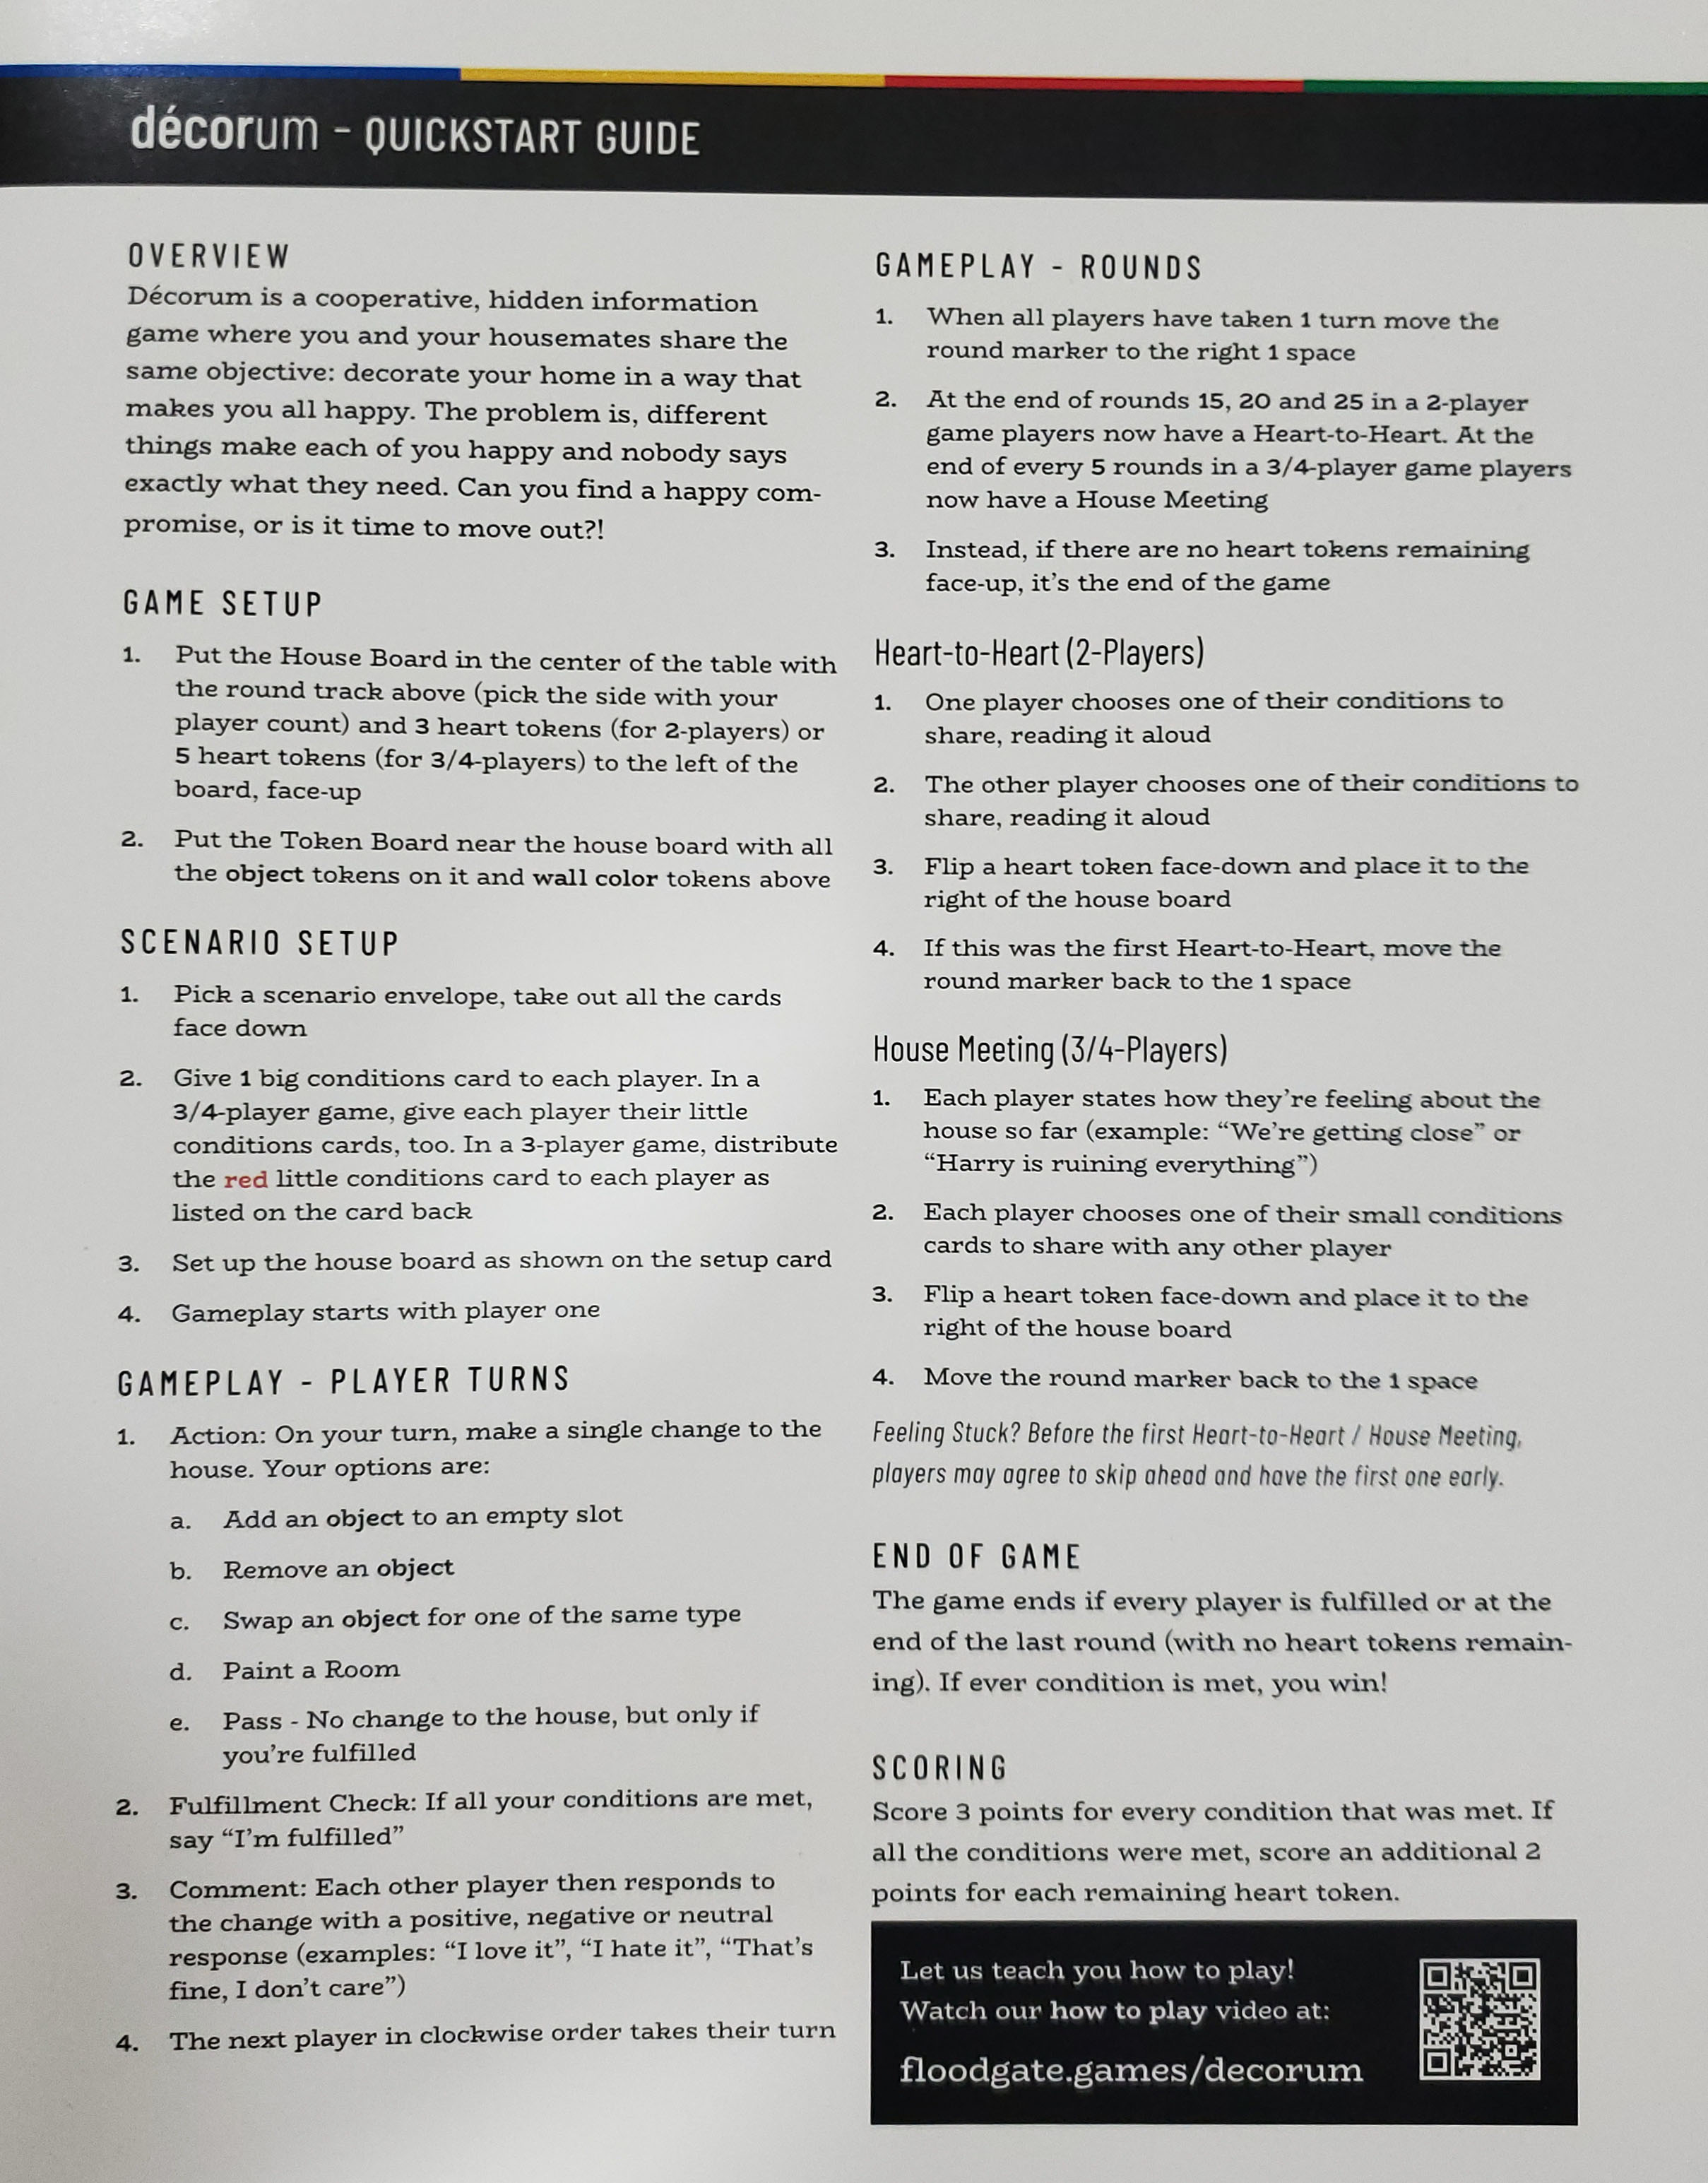 décorum - QUICKSTART GUIDE
OVERVIEW
Décorum is a cooperative, hidden information
game where you and your housemates share the
same objective: decorate your home in a way that
makes you all happy. The problem is, different
things make each of you happy and nobody says
exactly what they need. Can you find a happy com-
promise, or is it time to move out?!
GAME SETUP
1. Put the House Board in the center of the table with
the round track above (pick the side with your
player count) and 3 heart tokens (for 2-players) or
5 heart tokens (for 3/4-players) to the left of the
board, face-up
2. Put the Token Board near the house board with all
the object tokens on it and wall color tokens above
SCENARIO SETUP
1. Pick a scenario envelope, take out all the cards
face down
2. Give 1 big conditions card to each player. In a
3/4-player game, give each player their little
conditions cards, too. In a 3-player game, distribute
the red little conditions card to each player as
listed on the card back
3. Set up the house board as shown on the setup card
4. Gameplay starts with player one
GAMEPLAY - PLAYER TURNS
1. Action: On your turn, make a single change to the
house. Your options are:
a. Add an object to an empty slot
b. Remove an object
c. Swap an object for one of the same type
d. Paint a Room
e. Pass - No change to the house, but only if
you're fulfilled
2. Fulfillment Check: If all your conditions are met,
say “I'm fulfilled”
3. Comment: Each other player then responds to
the change with a positive, negative or neutral
response (examples: “I love it”, “I hate it”, “That's
fine, I don't care”)
4. The next player in clockwise order takes their turn
GAMEPLAY - ROUNDS
1. When all players have taken 1 turn move the
round marker to the right 1 space
2. At the end of rounds 15, 20 and 25 in a 2-player
game players now have a Heart-to-Heart. At the
end of every 5 rounds in a 3/4-player game players
now have a House Meeting
3. Instead, if there are no heart tokens remaining
face-up, it's the end of the game
Heart-to-Heart (2-Players)
1. One player chooses one of their conditions to
share, reading it aloud
2. The other player chooses one of their conditions to
share, reading it aloud
3. Flip a heart token face-down and place it to the
right of the house board
4. If this was the first Heart-to-Heart, move the
round marker back to the 1 space
House Meeting (3/4-Players)
1. Each player states how they're feeling about the
house so far (example: “We're getting close” or
“Harry is ruining everything”)
2. Each player chooses one of their small conditions
cards to share with any other player
3. Flip a heart token face-down and place it to the
right of the house board
4. Move the round marker back to the 1 space
Feeling Stuck? Before the first Heart-to-Heart / House Meeting,
players may agree to skip ahead and have the first one early.
END OF GAME
The game ends if every player is fulfilled or at the
end of the last round (with no heart tokens remain-
ing). If ever condition is met, you win!
SCORING
Score 3 points for every condition that was met. If
all the conditions were met, score an additional 2
points for each remaining heart token.
Let us teach you how to play!
Watch our how to play video at:
floodgate.games/decorum